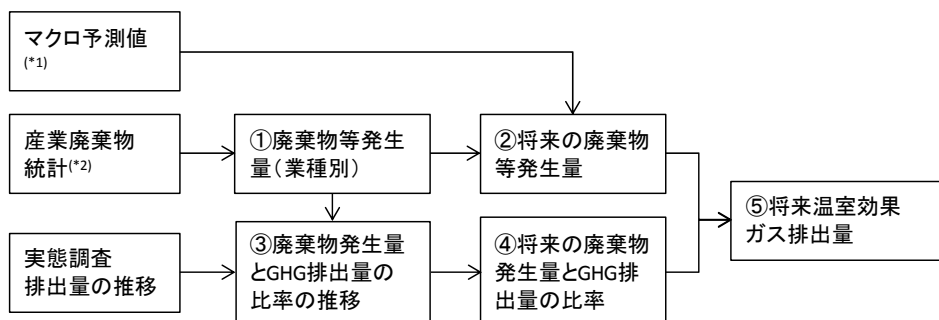 マクロ予測値
(*1)
産業廃棄物
統計(*2)
①廃棄物等発生
量(業種別)
②将来の廃棄物
等発生量
⑤将来温室効果
ガス排出量
実態調査
排出量の推移
③廃棄物発生量
とGHG排出量の
比率の推移
④将来の廃棄物
発生量とGHG排
出量の比率